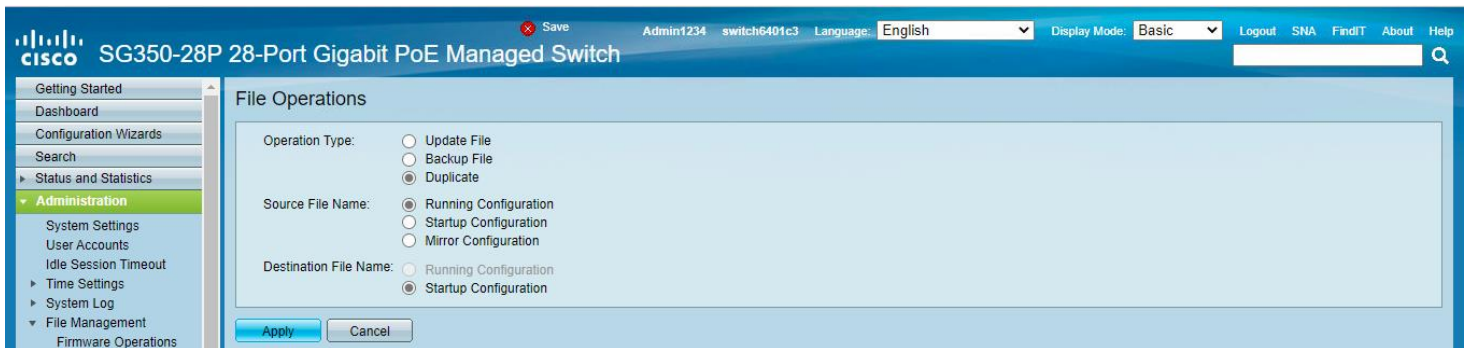 Save Admin1234 switch6401c3 Language: English Display Mode: Basic Logout SNA FindIT About Help
CISCO SG350-28P 28-Port Gigabit PoE Managed Switch
Getting Started
Dashboard
Configuration Wizards
Search
Status and Statistics
Administration
System Settings
User Accounts
Idle Session Timeout
Time Settings
System Log
File Management
Firmware Operations
File Operations
Operation Type: Update File
Backup File
Duplicate
Source File Name: Running Configuration
Startup Configuration
Mirror Configuration
Destination File Name: Running Configuration
Startup Configuration
Apply Cancel